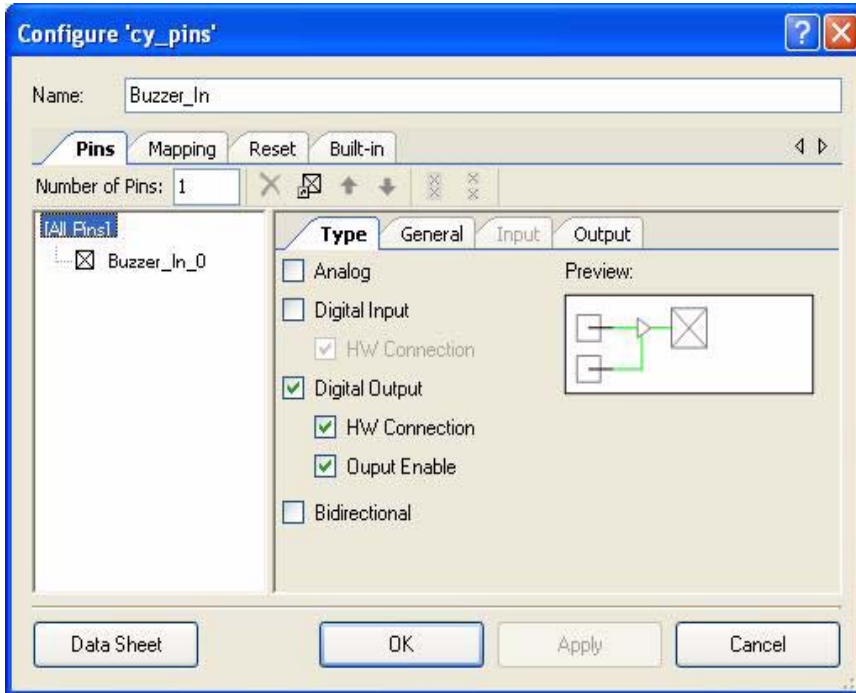 Configure 'cy_pins'
Name: Buzzer_In
Pins Mapping Reset Built-in
Number of Pins: 1
[All Pins]
Buzzer_In_0
Type General Input Output
Analog
Preview:
Digital Input
HW Connection
Digital Output
HW Connection
Ouput Enable
Bidirectional
Data Sheet OK Apply Cancel